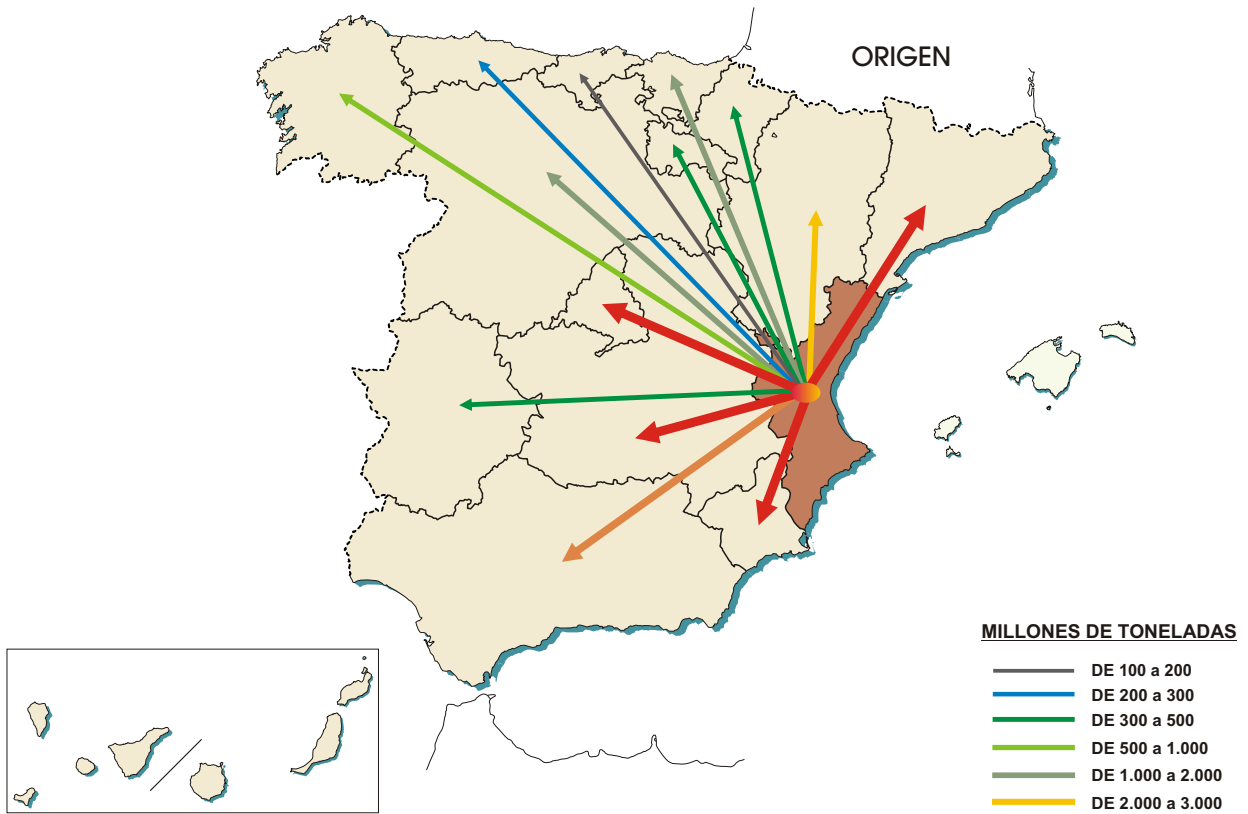 ORIGEN
MILLONES DE TONELADAS
DE 100 a 200
DE 200 a 300
DE 300 a 500
DE 500 a 1.000
DE 1.000 a 2.000
DE 2.000 a 3.000